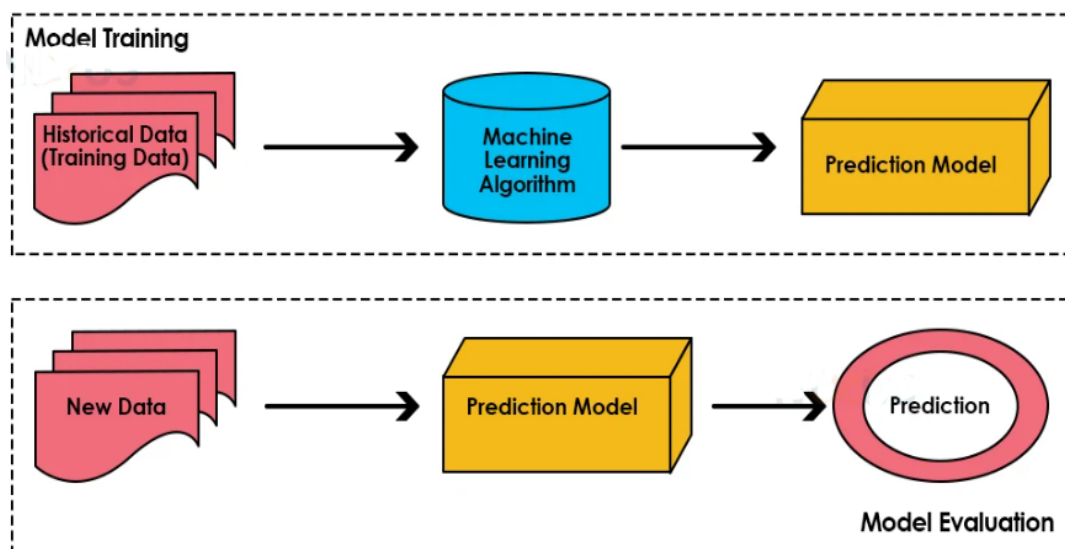 Model Training
Historical Data
(Training Data)
Machine
Learning
Algorithm
Prediction Model
New Data
Prediction Model
Prediction
Model Evaluation